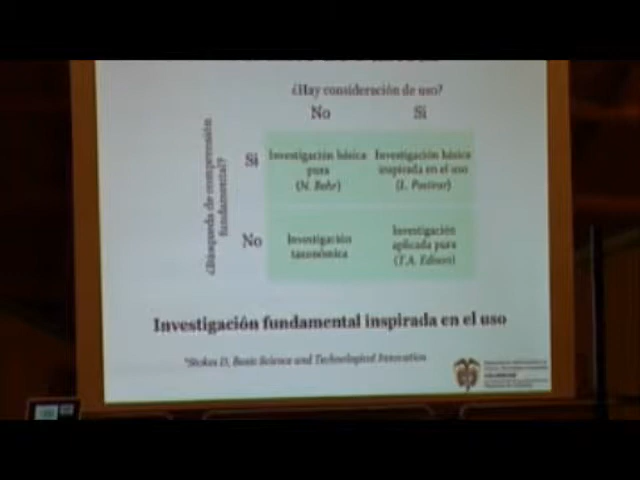 ¿Hay consideración de uso?
No Si
¿Búsqueda de comprensión
fundamental?
Si
Investigación básica
pura
(N. Bohr)
Investigación básica
inspirada en el uso
(L. Pasteur)
No
Investigación
taxonómica
Investigación
aplicada pura
(T.A. Edison)
Investigación fundamental inspirada en el uso
*Stokes D, Basic Science and Technological Innovation